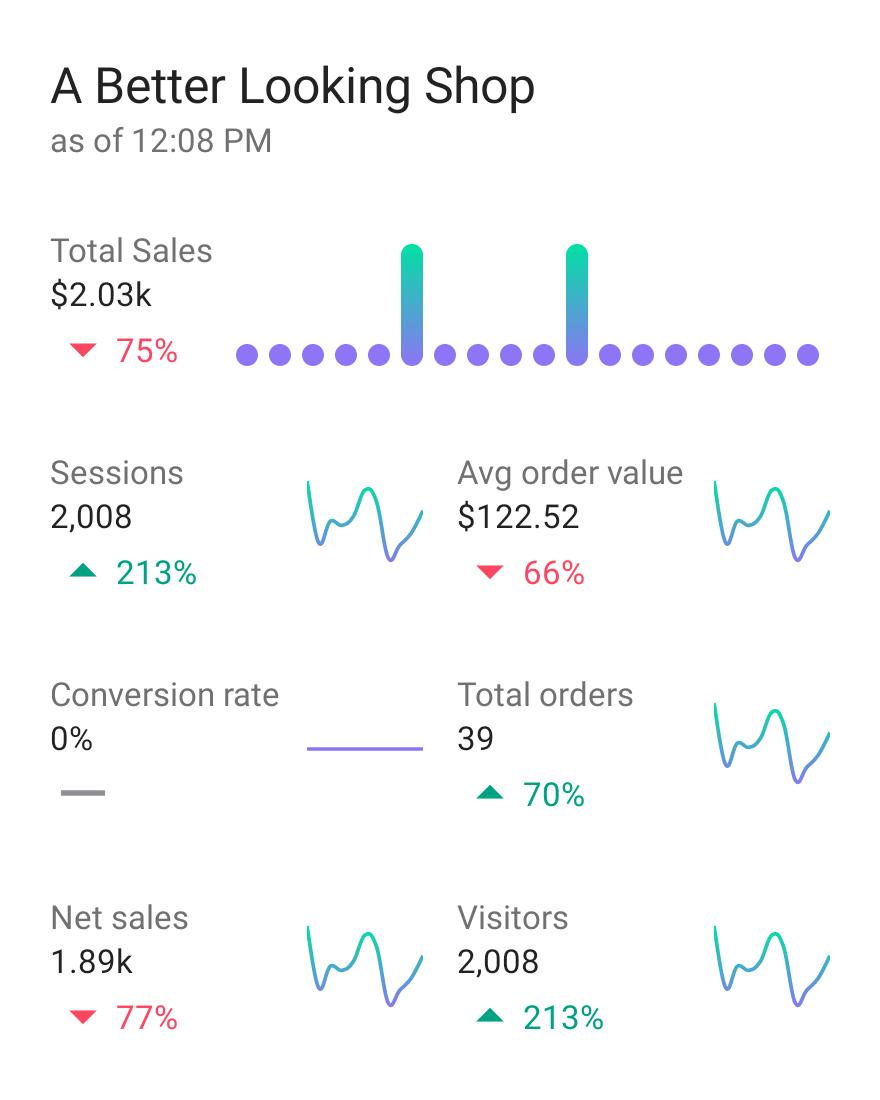 A Better Looking Shop
as of 12:08 PM
Total Sales
$2.03k
75%
Sessions
2,008
213%
Avg order value
$122.52
66%
Conversion rate
0%
Total orders
39
70%
Net sales
1.89k
77%
Visitors
2,008
213%